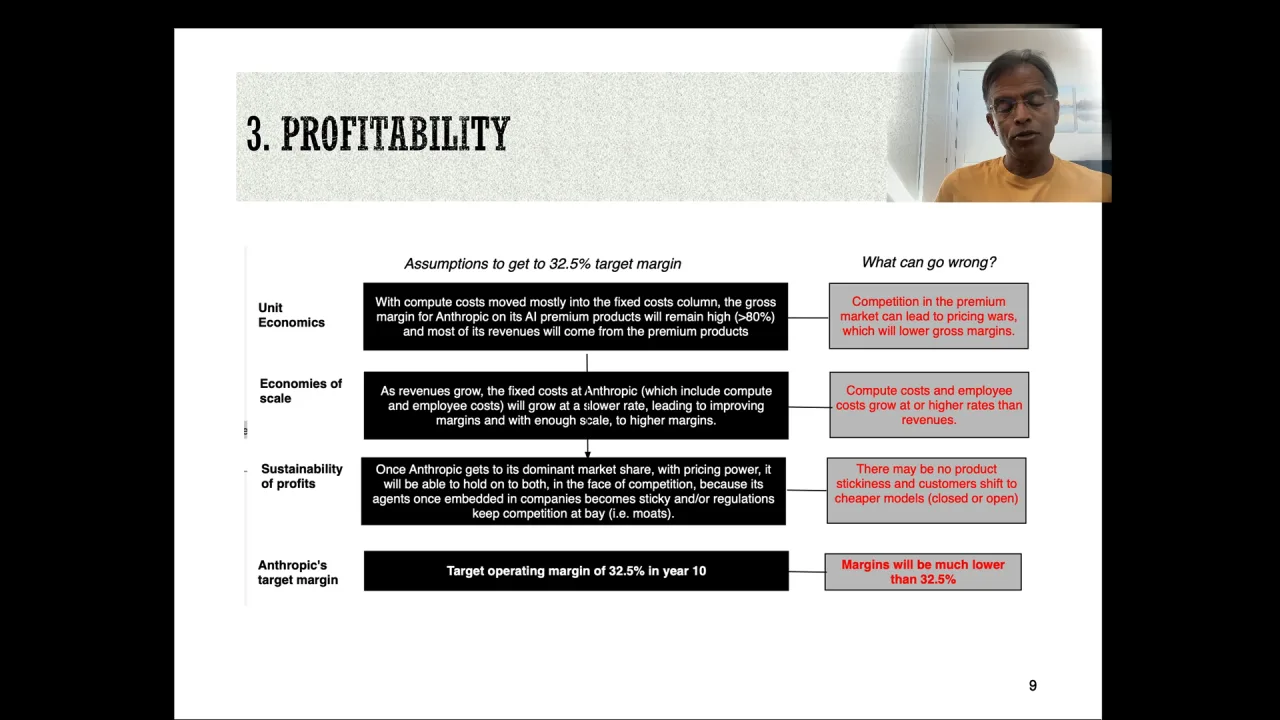 3. PROFITABILITY
Assumptions to get to 32.5% target margin
What can go wrong?
Unit
Economics
With compute costs moved mostly into the fixed costs column, the gross
margin for Anthropic on its AI premium products will remain high (>80%)
and most of its revenues will come from the premium products
Competition in the premium
market can lead to pricing wars,
which will lower gross margins.
Economies of
scale
As revenues grow, the fixed costs at Anthropic (which include compute
and employee costs) will grow at a slower rate, leading to improving
margins and with enough scale, to higher margins.
Compute costs and employee
costs grow at or higher rates than
revenues.
Sustainability
of profits
Once Anthropic gets to its dominant market share, with pricing power, it
will be able to hold on to both, in the face of competition, because its
agents once embedded in companies becomes sticky and/or regulations
keep competition at bay (i.e. moats).
There may be no product
stickiness and customers shift to
cheaper models (closed or open)
Anthropic's
target margin
Target operating margin of 32.5% in year 10
Margins will be much lower
than 32.5%
9